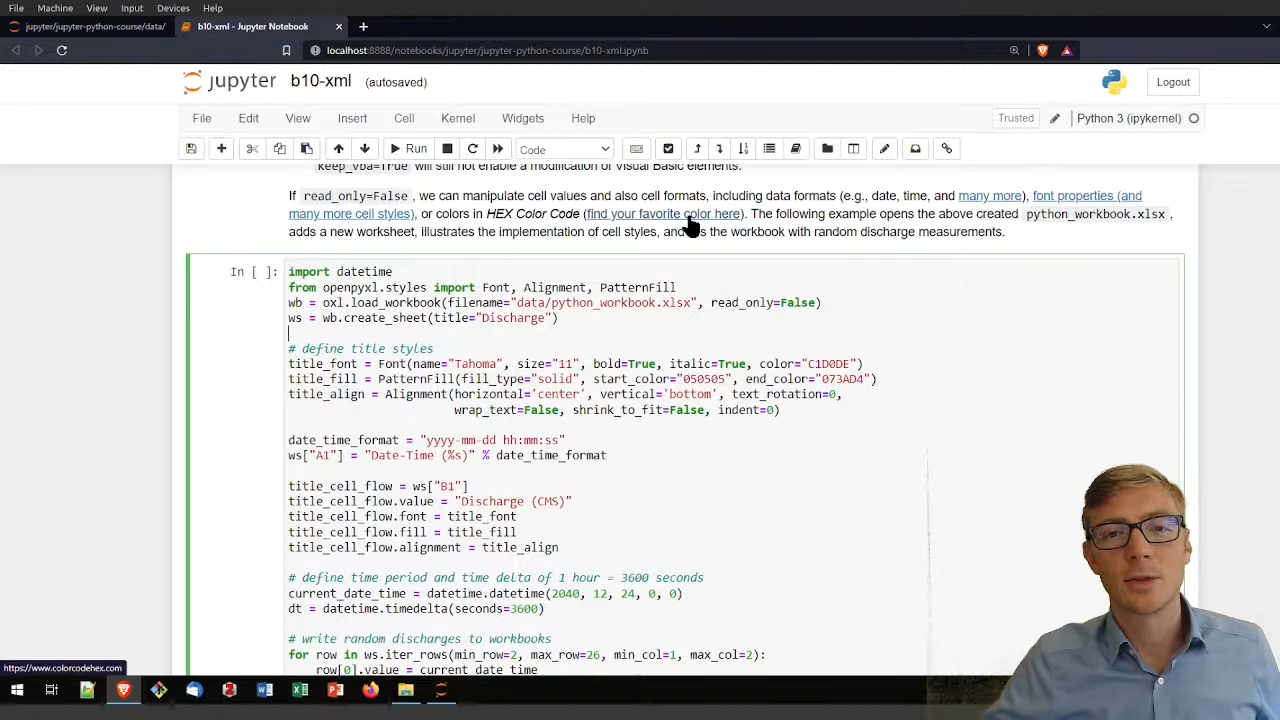 File Machine View Input Devices Help
jupyter/jupyter-python-course/data/
b10-xml - Jupyter Notebook
localhost:8888/notebooks/jupyter/jupyter-python-course/b10-xml.ipynb
jupyter b10-xml (autosaved)
Logout
File Edit View Insert Cell Kernel Widgets Help
Trusted
Python 3 (ipykernel)
Run
Code
keep_vba=True will still not enable a modification of Visual Basic elements.
If read_only=False , we can manipulate cell values and also cell formats, including data formats (e.g., date, time, and many more), font properties (and
many more cell styles), or colors in HEX Color Code (find your favorite color here). The following example opens the above created python_workbook.xlsx ,
adds a new worksheet, illustrates the implementation of cell styles, and the workbook with random discharge measurements.
In [ ]:
import datetime
from openpyxl.styles import Font, Alignment, PatternFill
wb = oxl.load_workbook(filename="data/python_workbook.xlsx", read_only=False)
ws = wb.create_sheet(title="Discharge")
# define title styles
title_font = Font(name="Tahoma", size="11", bold=True, italic=True, color="C1D0DE")
title_fill = PatternFill(fill_type="solid", start_color="050505", end_color="073AD4")
title_align = Alignment(horizontal='center', vertical='bottom', text_rotation=0,
wrap_text=False, shrink_to_fit=False, indent=0)
date_time_format = "yyyy-mm-dd hh:mm:ss"
ws["A1"] = "Date-Time (%s)" % date_time_format
title_cell_flow = ws["B1"]
title_cell_flow.value = "Discharge (CMS)"
title_cell_flow.font = title_font
title_cell_flow.fill = title_fill
title_cell_flow.alignment = title_align
# define time period and time delta of 1 hour = 3600 seconds
current_date_time = datetime.datetime(2040, 12, 24, 0, 0)
dt = datetime.timedelta(seconds=3600)
# write random discharges to workbooks
for row in ws.iter_rows(min_row=2, max_row=26, min_col=1, max_col=2):
row[0].value = current_date_time
https://www.colorcodehex.com